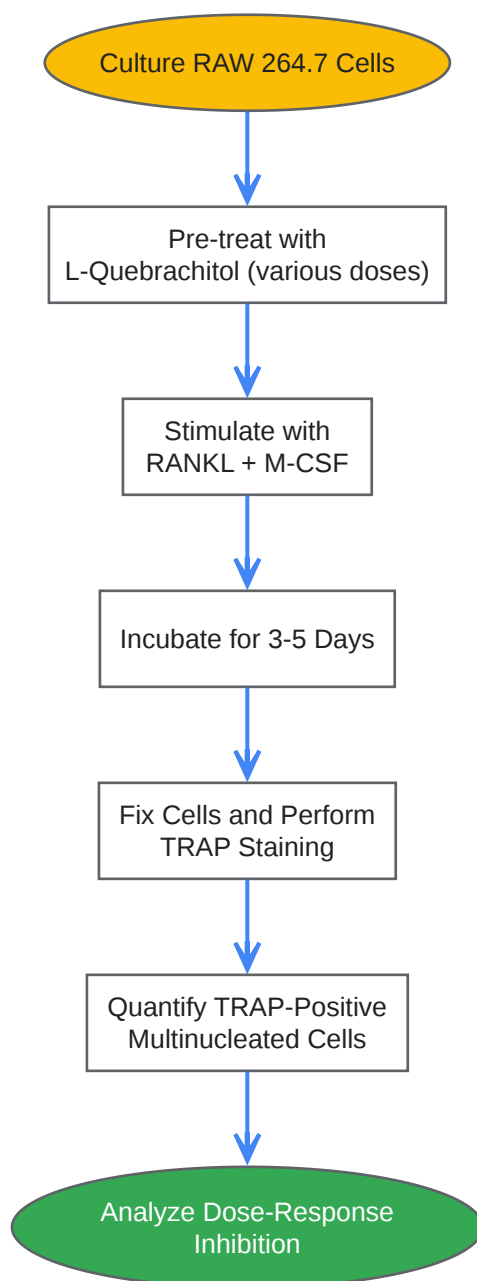 Culture RAW 264.7 Cells
Pre-treat with
L-Quebrachitol (various doses)
Stimulate with
RANKL + M-CSF
Incubate for 3-5 Days
Fix Cells and Perform
TRAP Staining
Quantify TRAP-Positive
Multinucleated Cells
Analyze Dose-Response
Inhibition